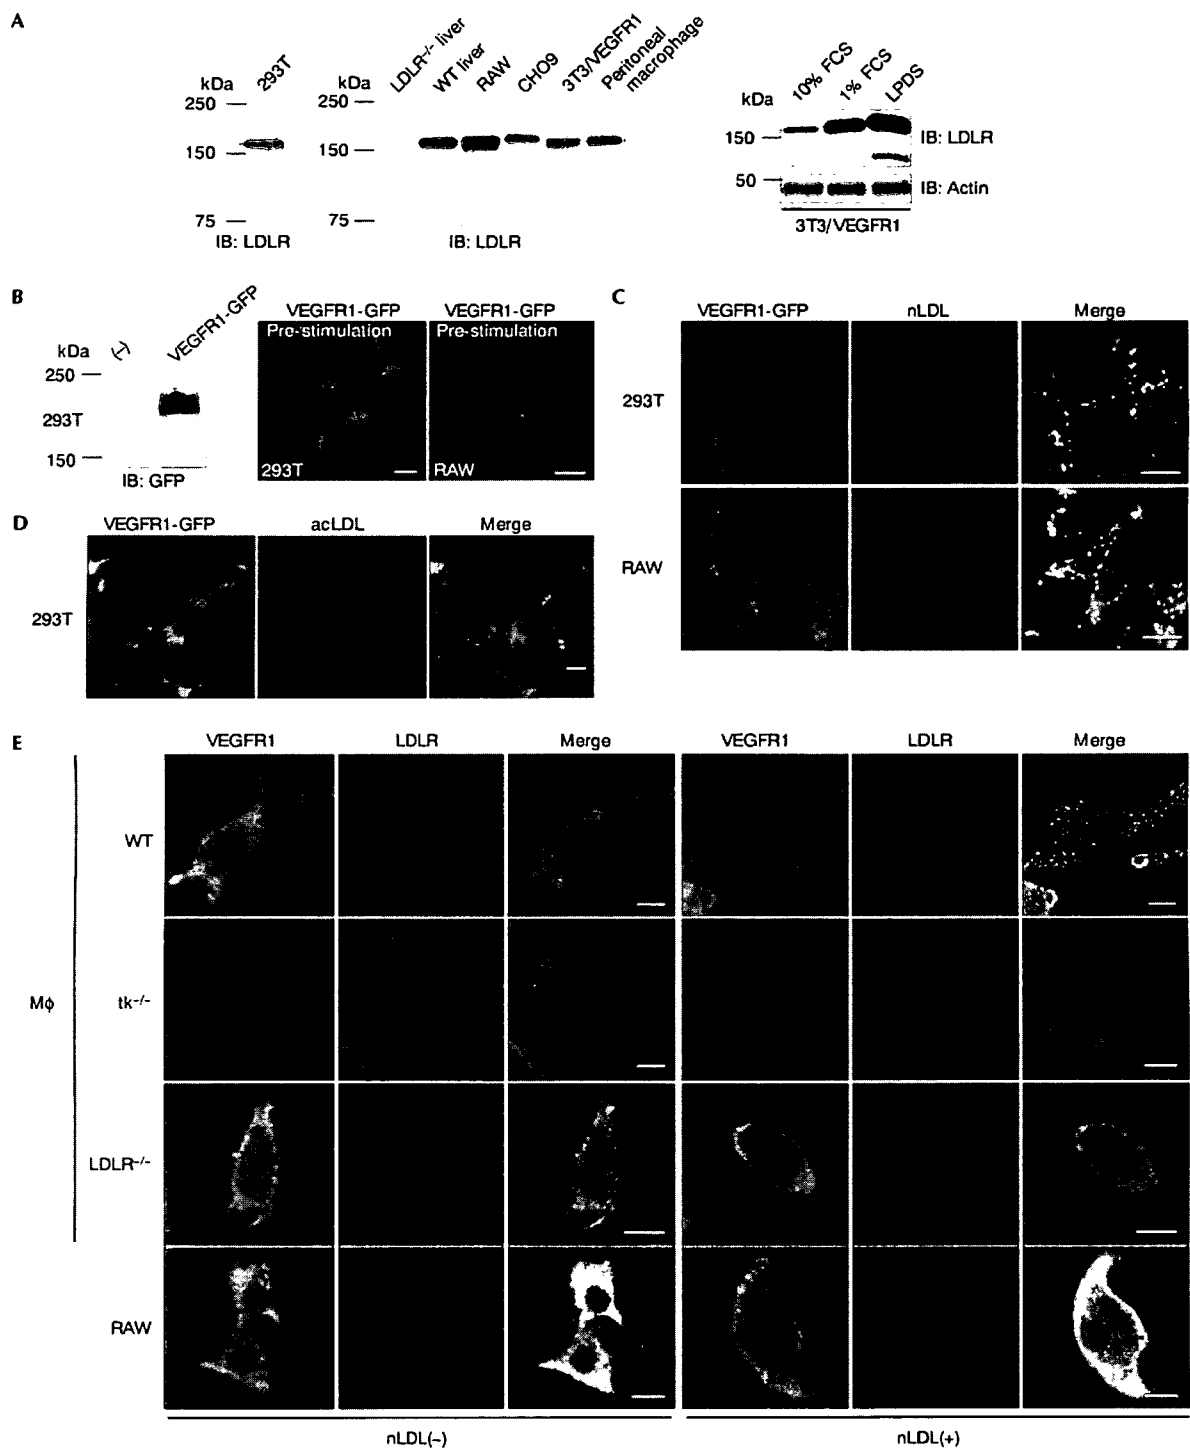 A
kDa
293T
250
150
75
IB: LDLR
kDa
LDLR-/- liver
WT liver
RAW
CHO9
3T3/VEGFR1
Peritoneal
macrophage
250
150
75
IB: LDLR
kDa
10% FCS
1% FCS
LPDS
150
IB: LDLR
50
IB: Actin
3T3/VEGFR1
B
kDa
(-)
VEGFR1-GFP
250
293T
150
IB: GFP
VEGFR1-GFP
Pre-stimulation
293T
VEGFR1-GFP
Pre-stimulation
RAW
C
VEGFR1-GFP nLDL Merge
293T
RAW
D
VEGFR1-GFP acLDL Merge
293T
E
VEGFR1 LDLR Merge VEGFR1 LDLR Merge
WT
Mϕ
tk-/-
LDLR-/-
RAW
nLDL(-) nLDL(+)